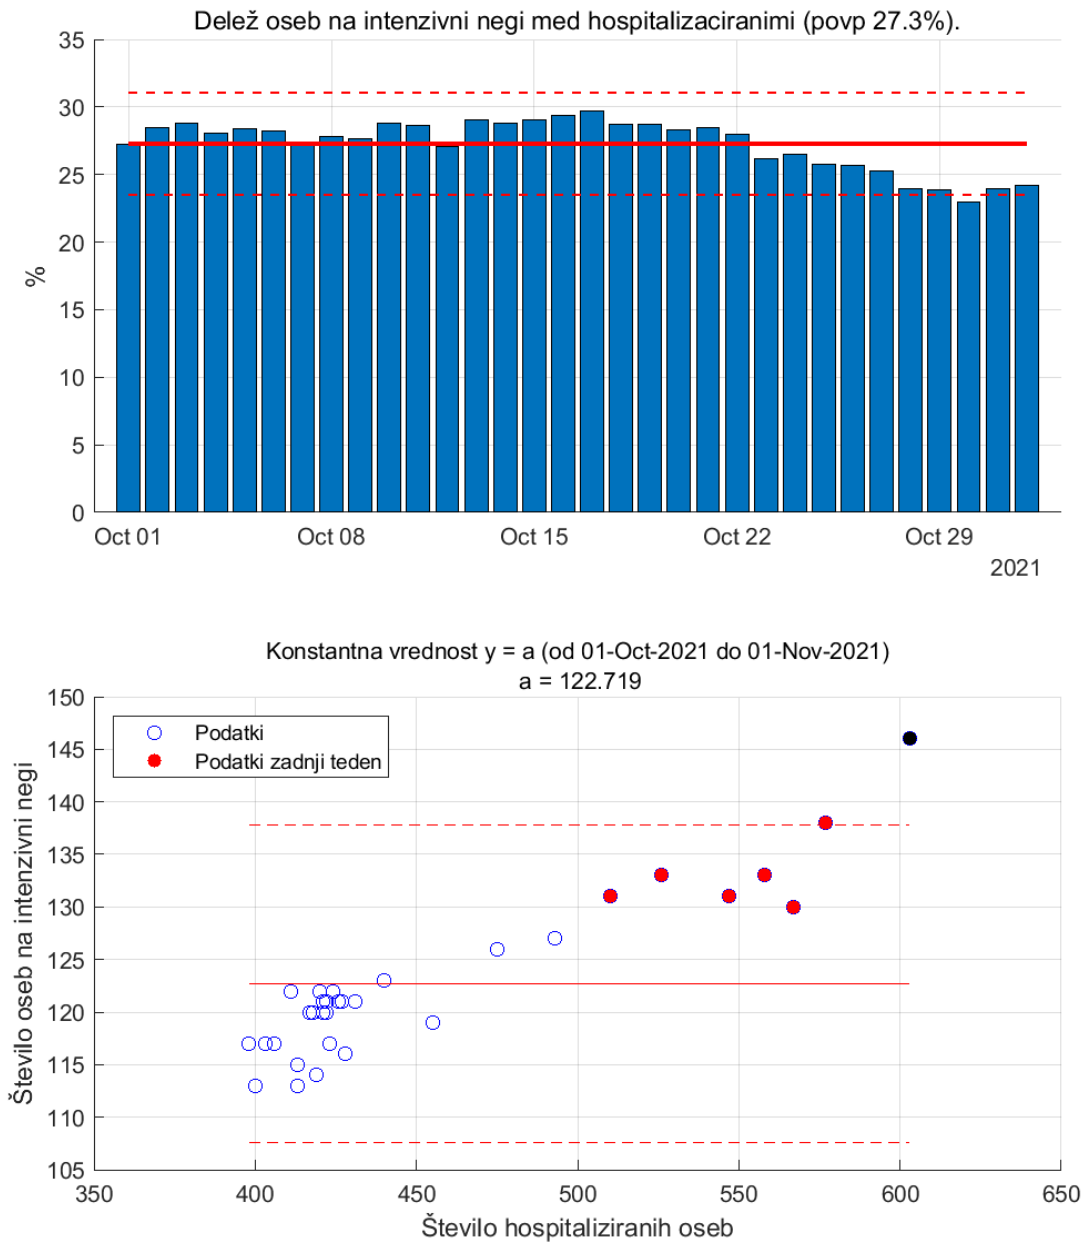 Delež oseb na intenzivni negi med hospitalizaciranimi (povp 27.3%).
35
30
25
20
15
10
5
0
%
Oct 01 Oct 08 Oct 15 Oct 22 Oct 29
2021
Konstantna vrednost y = a (od 01-Oct-2021 do 01-Nov-2021)
a = 122.719
Podatki
Podatki zadnji teden
150
145
140
135
130
125
120
115
110
105
Število oseb na intenzivni negi
350 400 450 500 550 600 650
Število hospitaliziranih oseb